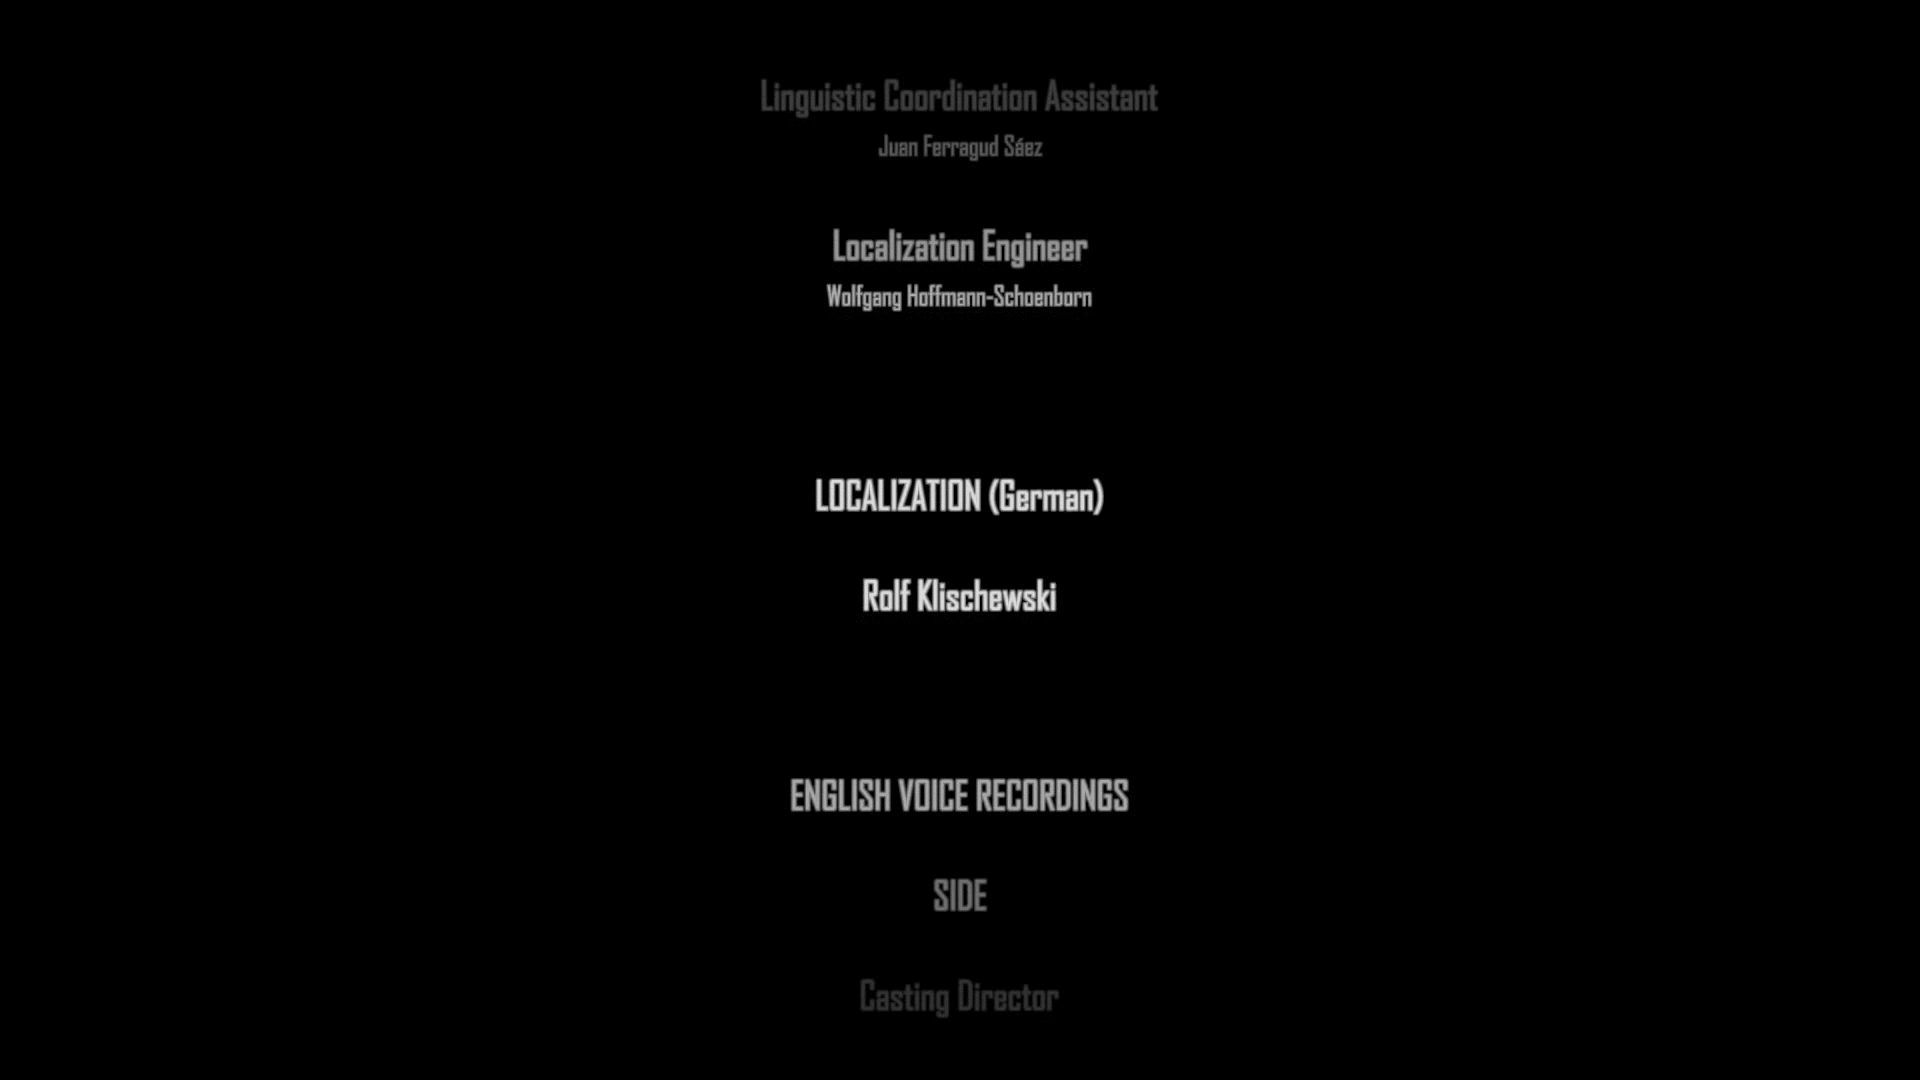 Linguistic Coordination Assistant
Juan Ferragud Sáez
Localization Engineer
Wolfgang Hoffmann-Schoenborn
LOCALIZATION (German)
Rolf Klischewski
ENGLISH VOICE RECORDINGS
SIDE
Casting Director